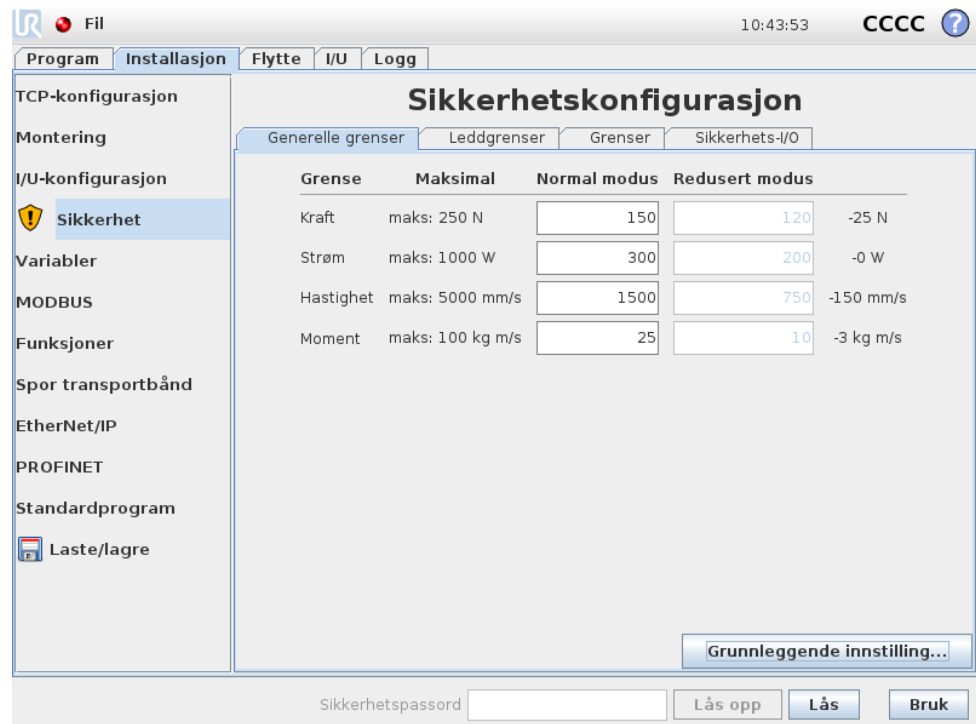 UR Fil 10:43:53 CCCC ?
Program Installasjon Flytte I/U Logg
TCP-konfigurasjon
Montering
I/U-konfigurasjon
Sikkerhet
Variabler
MODBUS
Funksjoner
Spor transportbånd
EtherNet/IP
PROFINET
Standardprogram
Laste/lagre
Sikkerhetskonfigurasjon
Generelle grenser Leddgrenser Grenser Sikkerhets-I/O
Grense Maksimal Normal modus Redusert modus
Kraft maks: 250 N 150 120 -25 N
Strøm maks: 1000 W 300 200 -0 W
Hastighet maks: 5000 mm/s 1500 750 -150 mm/s
Moment maks: 100 kg m/s 25 10 -3 kg m/s
Grunnleggende innstilling...
Sikkerhetspassord Lås opp Lås Bruk